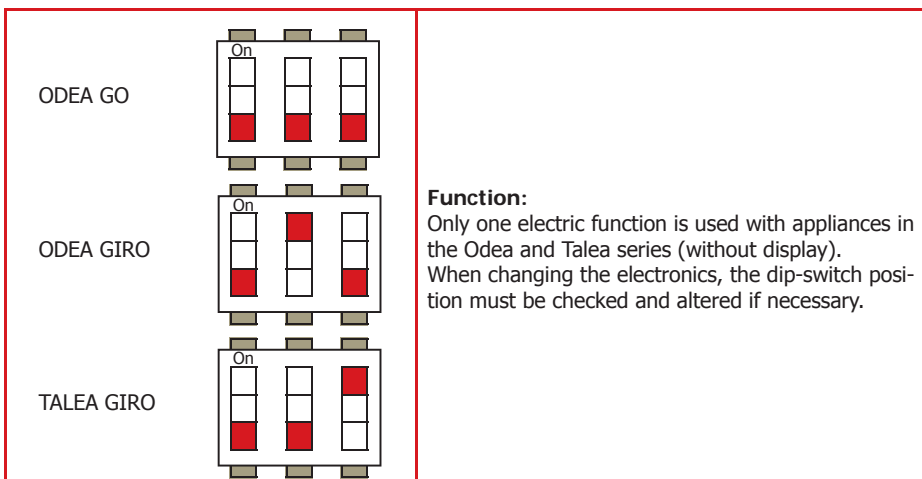 On
ODEA GO
On
ODEA GIRO
On
TALEA GIRO
Function:
Only one electric function is used with appliances in
the Odea and Talea series (without display).
When changing the electronics, the dip-switch posi-
tion must be checked and altered if necessary.